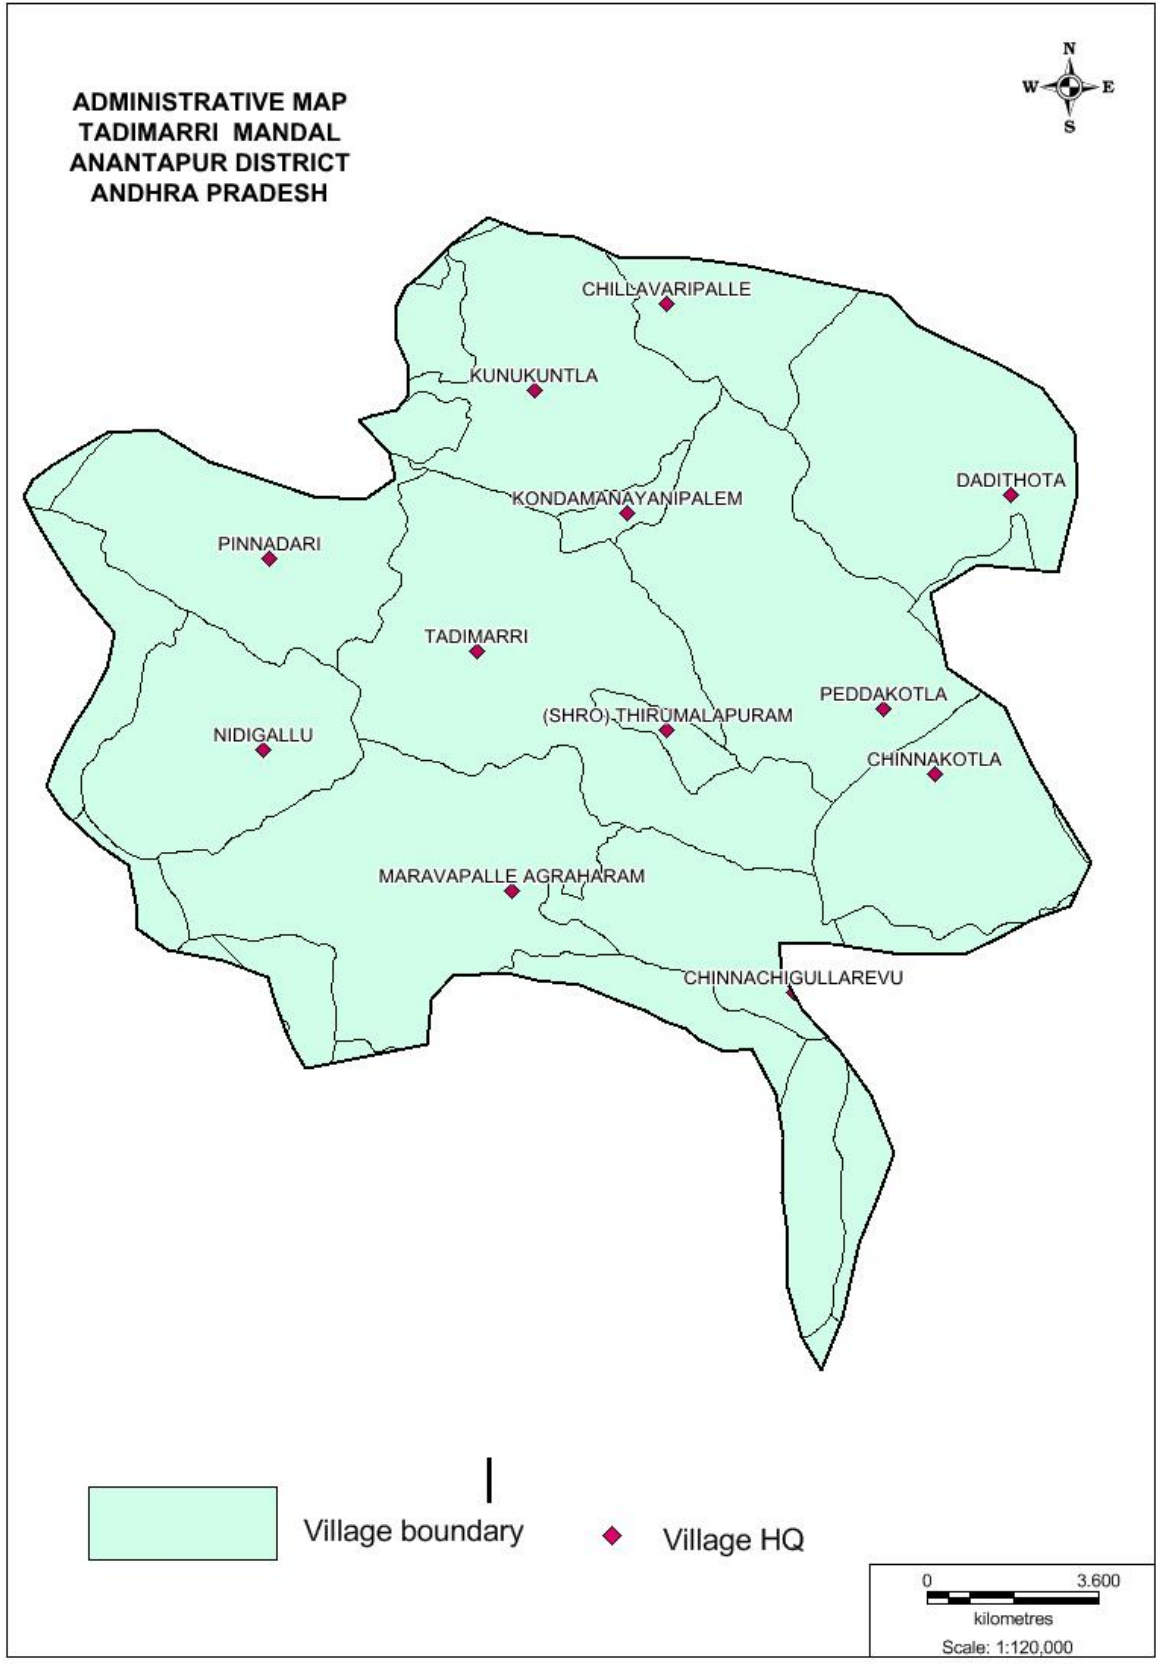 N
W E
S
ADMINISTRATIVE MAP
TADIMARRI MANDAL
ANANTAPUR DISTRICT
ANDHRA PRADESH
CHILLAVARIPALLE
KUNUKUNTLA
DADITHOTA
KONDAMANAYANIPALEM
PINNADARI
TADIMARRI
PEDDAKOTLA
(SHRO) THIRUMALAPURAM
NIDIGALLU
CHINNAKOTLA
MARAVAPALLE AGRAHARAM
CHINNACHIGULLAREVU
Village boundary
Village HQ
0 3.600
kilometres
Scale: 1:120,000